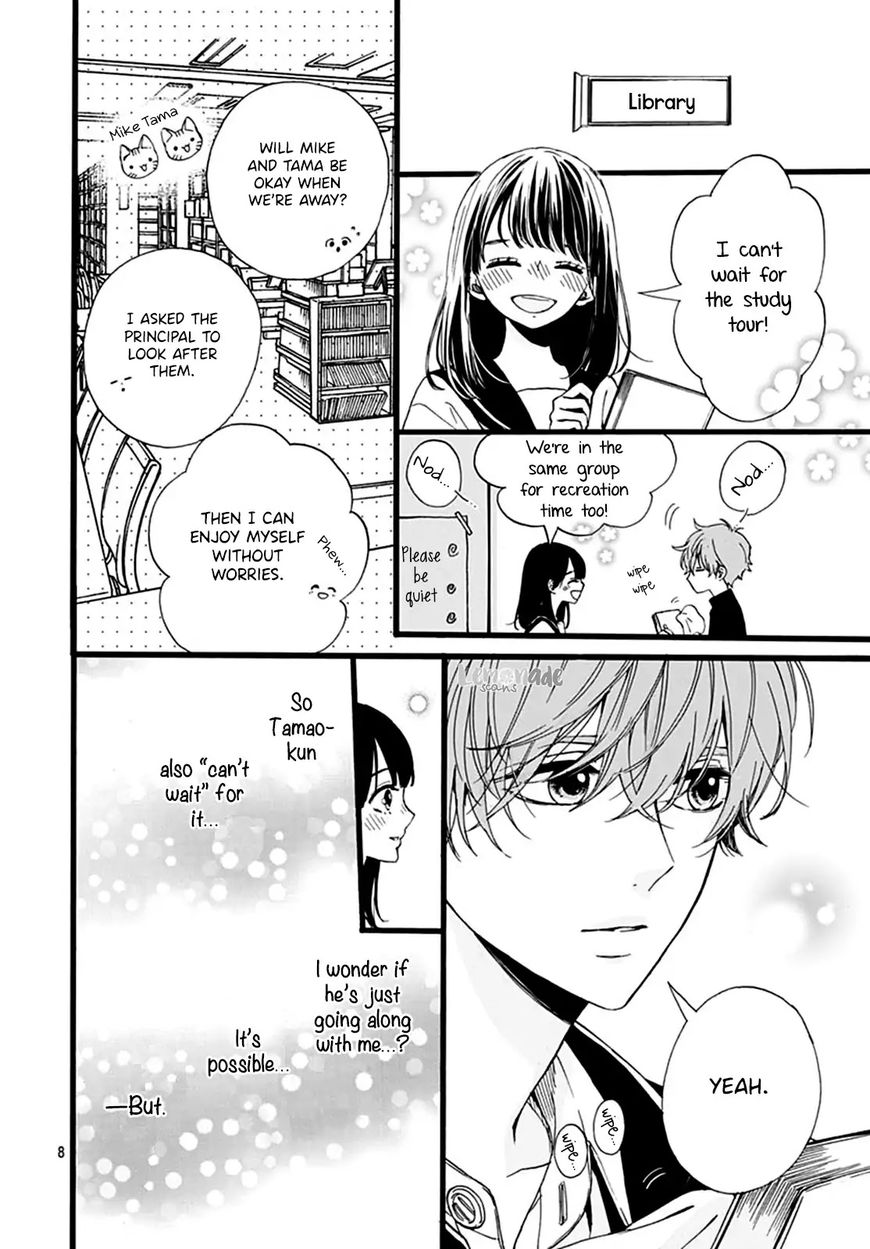 Library
I can't
wait for
the study
tour!
We're in the
same group
for recreation
time too!
Nod...
Nod...
Please
be
quiet
wipe
wipe
Mike Tama
WILL MIKE
AND TAMA BE
OKAY WHEN
WE'RE AWAY?
I ASKED THE
PRINCIPAL TO
LOOK AFTER
THEM.
THEN I CAN
ENJOY MYSELF
WITHOUT
WORRIES.
Phew...
Lemonade
scans
YEAH.
wipe...
wipe...
So
Tamao-
kun
also “can't
wait” for
it...
I wonder if
he's just
going along
with me...?
It's
possible...
—But.
8